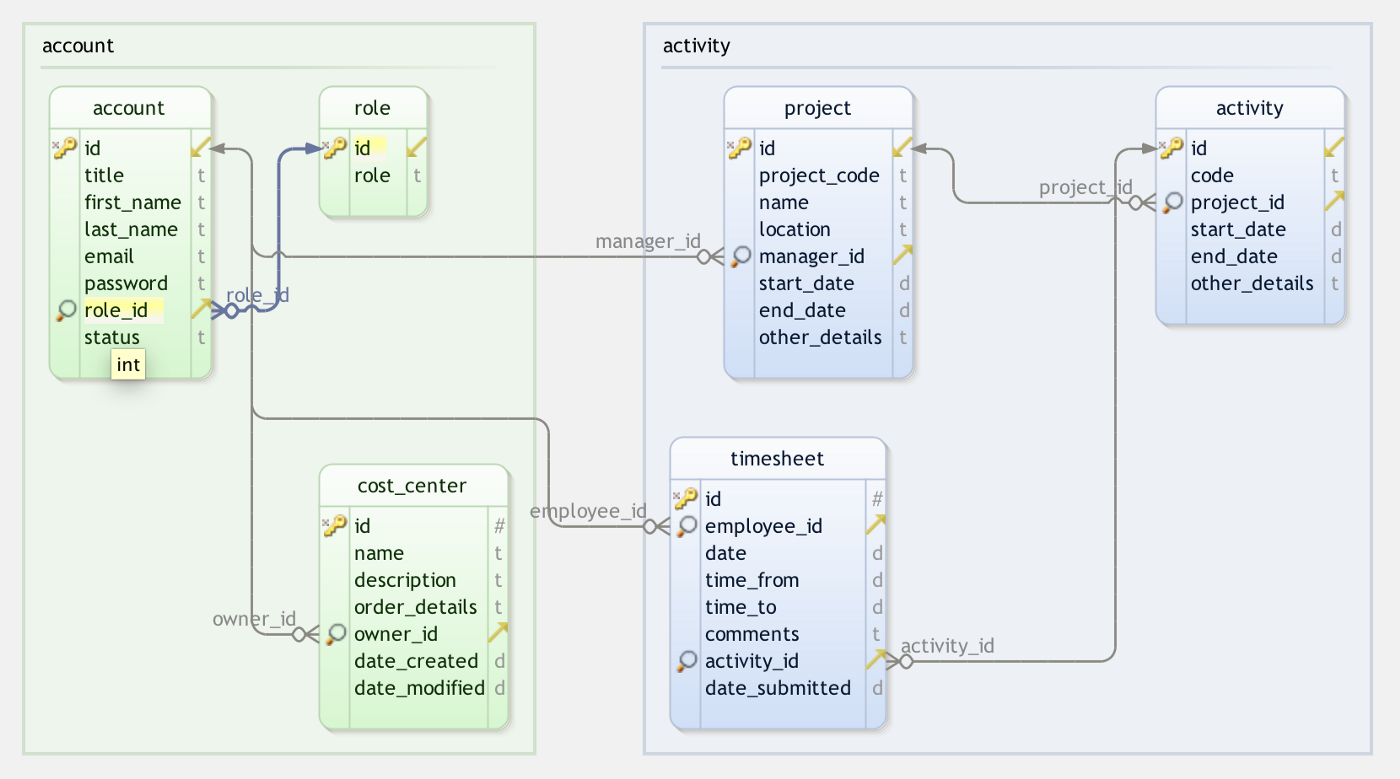 account
account
id
title t
first_name t
last_name t
email t
password t
role_id
status t
int
role
id
role t
role_id
cost_center
id #
name t
description t
order_details t
owner_id
date_created d
date_modified d
owner_id
activity
project
id
project_code t
name t
location t
manager_id
start_date d
end_date d
other_details t
manager_id
activity
id
code t
project_id
start_date d
end_date d
other_details t
project_id
timesheet
id #
employee_id
date d
time_from d
time_to d
comments t
activity_id
date_submitted d
employee_id
activity_id